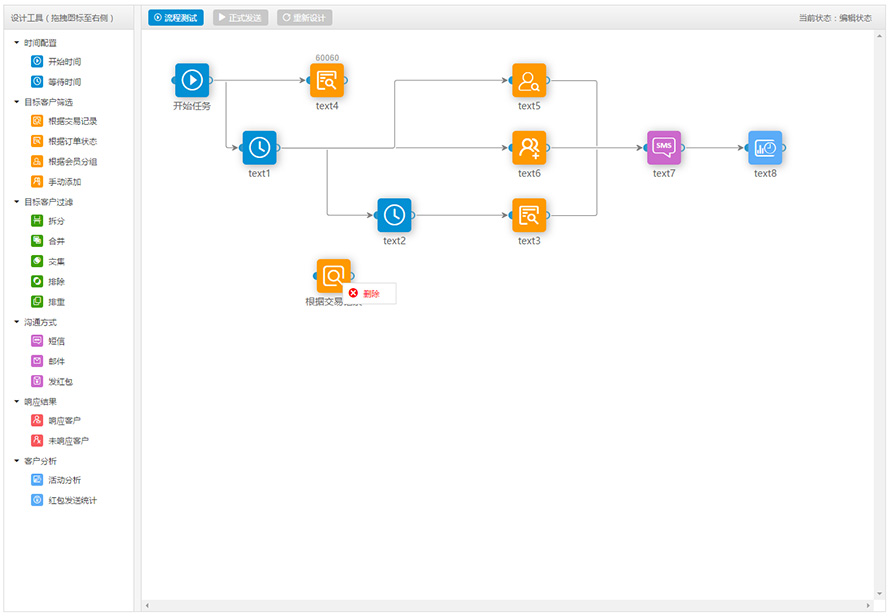 设计工具（拖拽图标至右侧）
流程测试
正式发送
重新设计
当前状态：编辑状态
时间配置
开始时间
等待时间
目标客户筛选
根据交易记录
根据订单状态
根据会员分组
手动添加
目标客户过滤
拆分
合并
交集
排除
排重
沟通方式
短信
邮件
发红包
响应结果
响应客户
未响应客户
客户分析
活动分析
红包发送统计
60060
开始任务
text4
text5
text1
text6
SMS
text7
text8
text2
text3
根据交易记录
删除